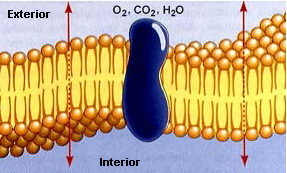 Exterior
O₂, CO₂, H₂O
Interior